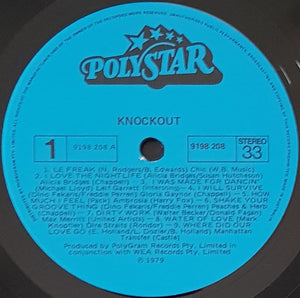 POLYSTAR
KNOCKOUT
1
9198 208 A
9198 208
STEREO
33
1. LE FREAK (N. Rodgers/B. Edwards) Chic (W.B. Music)
2. I LOVE THE NIGHTLIFE (Alicia Bridges/Susan Hutcheson)
Alicia Bridges (Chappell) 3. I WAS MADE FOR DANCIN'
(Michael Lloyd) Leif Garrett (Intersong) 4. I WILL SURVIVE
(Dino Fekaris/Freddie Perren) Gloria Gaynor (Chappell) 5. HOW
MUCH I FEEL (Pack) Ambrosia (Harry Fox) 6. SHAKE YOUR
GROOVE THING (Dino Fekaris/Freddie Perren) Peaches & Herb
(Chappell) 7. DIRTY WORK (Walter Becker/Donald Fagan)
Max Merritt (United Artists) 8. WATER OF LOVE (Mark
Knopfler) Dire Straits (Rondor) 9. WHERE DID OUR
LOVE GO (E. Holland/L. Dozier/B. Holland) Manhattan
Transfer (Castle)
Produced by PolyGram Records Pty. Limited in
conjunction with WEA Records Pty. Limited
℗ 1979